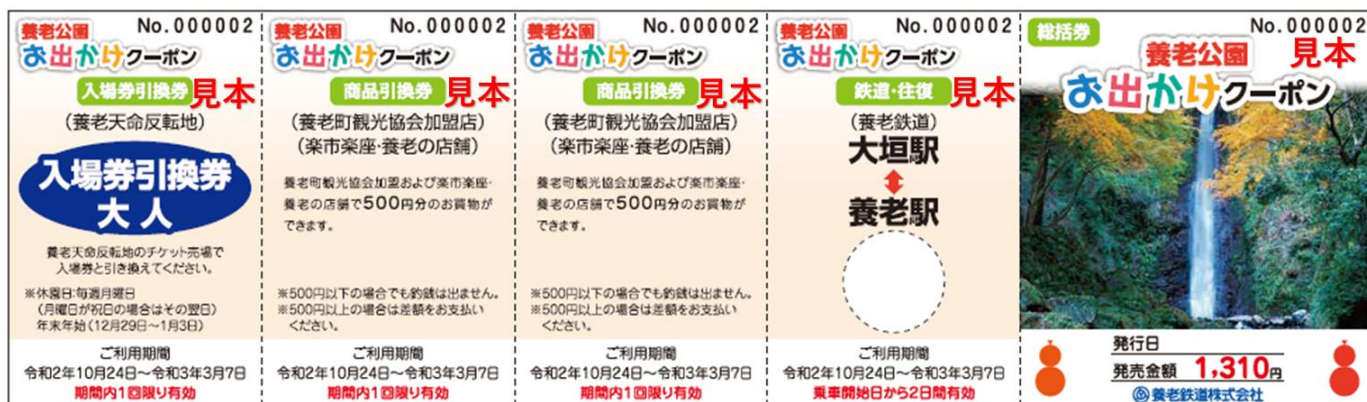 No.000002
養老公園
お出かけクーポン
入場券引換券 見本
(養老天命反転地)
入場券引換券
大人
養老天命反転地のチケット売場で
入場券と引き換えてください。
※休園日:毎週月曜日
(月曜日が祝日の場合はその翌日)
年末年始(12月29日~1月3日)
ご利用期間
令和2年10月24日~令和3年3月7日
期間内1回限り有効
No.000002
養老公園
お出かけクーポン
商品引換券 見本
(養老町観光協会加盟店)
(楽市楽座・養老の店舗)
養老町観光協会加盟および楽市楽座・
養老の店舗で500円分のお買物が
できます。
※500円以下の場合でも釣銭は出ません。
※500円以上の場合は差額をお支払い
ください。
ご利用期間
令和2年10月24日~令和3年3月7日
期間内1回限り有効
No.000002
養老公園
お出かけクーポン
商品引換券 見本
(養老町観光協会加盟店)
(楽市楽座・養老の店舗)
養老町観光協会加盟および楽市楽座・
養老の店舗で500円分のお買物が
できます。
※500円以下の場合でも釣銭は出ません。
※500円以上の場合は差額をお支払い
ください。
ご利用期間
令和2年10月24日~令和3年3月7日
期間内1回限り有効
No.000002
養老公園
お出かけクーポン
鉄道・往復 見本
(養老鉄道)
大垣駅
養老駅
ご利用期間
令和2年10月24日~令和3年3月7日
乗車開始日から2日間有効
No.000002
総括券
見本
養老公園
お出かけクーポン
発行日
発売金額 1,310円
養老鉄道株式会社